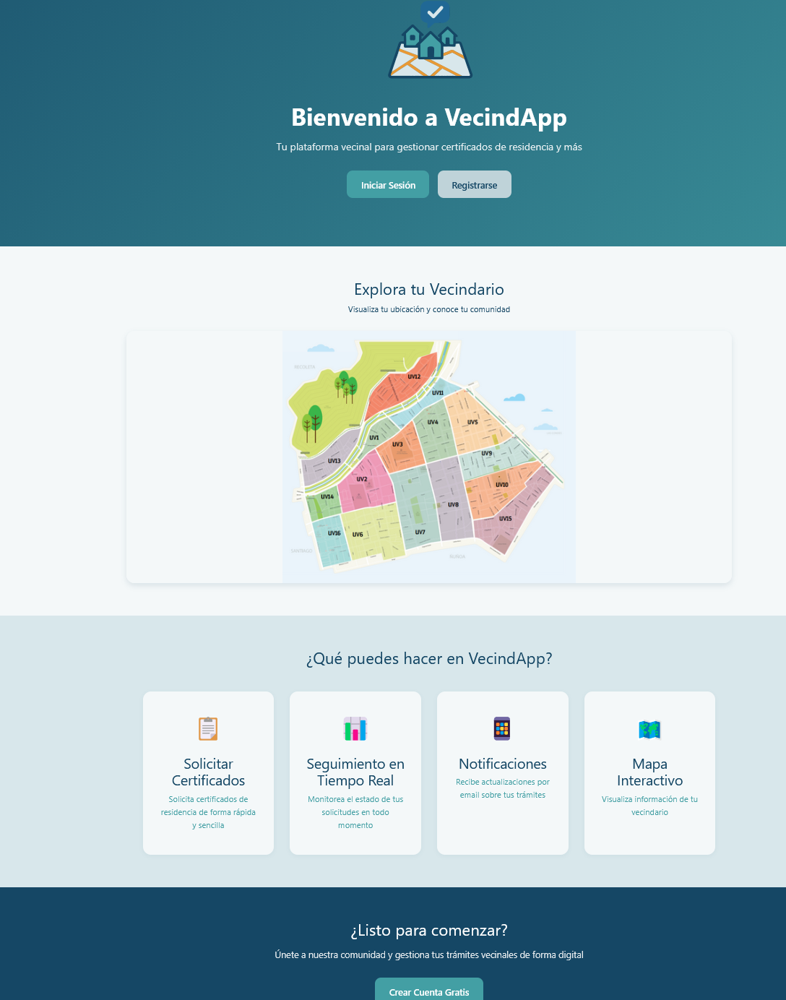 Bienvenido a VecindApp
Tu plataforma vecinal para gestionar certificados de residencia y más
Iniciar Sesión
Registrarse
Explora tu Vecindario
Visualiza tu ubicación y conoce tu comunidad
RECOLETA
UV12
UV11
UV4
UV5
UV1
UV3
UV9
UV13
UV2
UV10
UV14
UV8
UV15
UV16
UV6
UV7
SANTIAGO
ÑUÑOA
¿Qué puedes hacer en VecindApp?
Solicitar
Certificados
Solicita certificados de
residencia de forma rápida
y sencilla
Seguimiento en
Tiempo Real
Monitorea el estado de tus
solicitudes en todo
momento
Notificaciones
Recibe actualizaciones por
email sobre tus trámites
Mapa
Interactivo
Visualiza información de tu
vecindario
¿Listo para comenzar?
Únete a nuestra comunidad y gestiona tus trámites vecinales de forma digital
Crear Cuenta Gratis